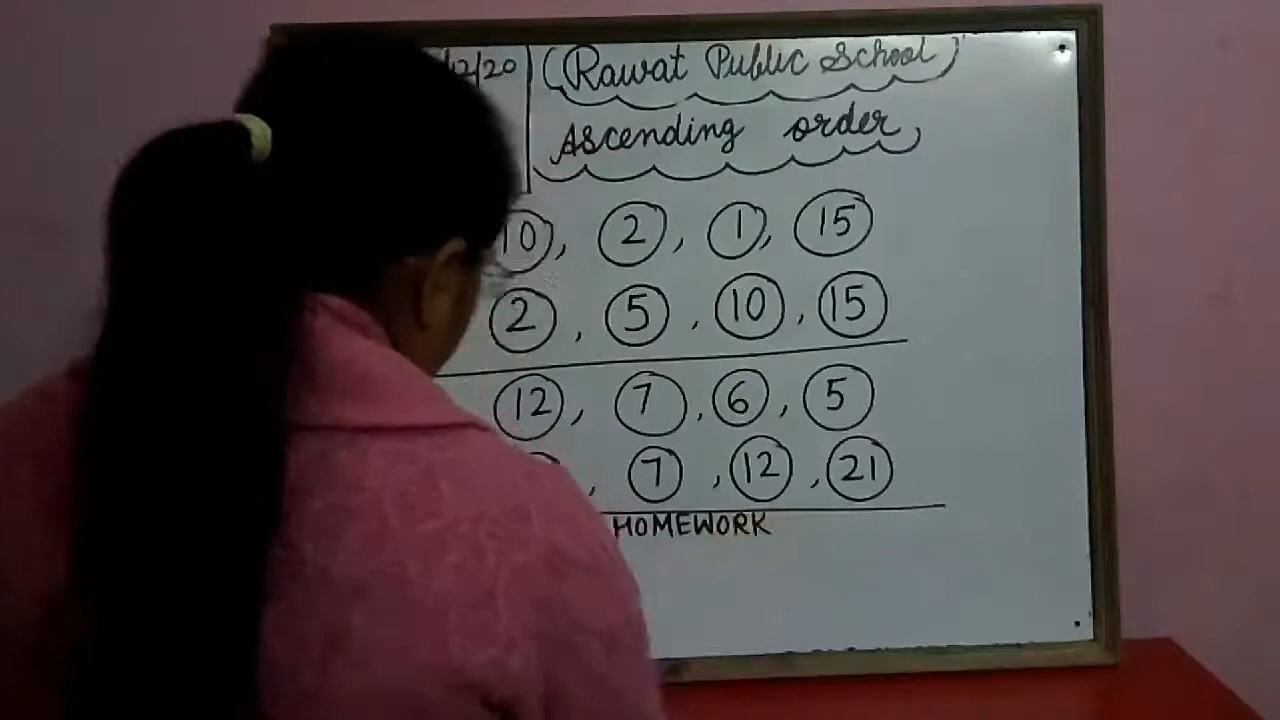 12/20
(Rawat Public School)
Ascending order,
10, 2, 1, 15
2, 5, 10, 15
12, 7, 6, 5
, 7, 12, 21
HOMEWORK